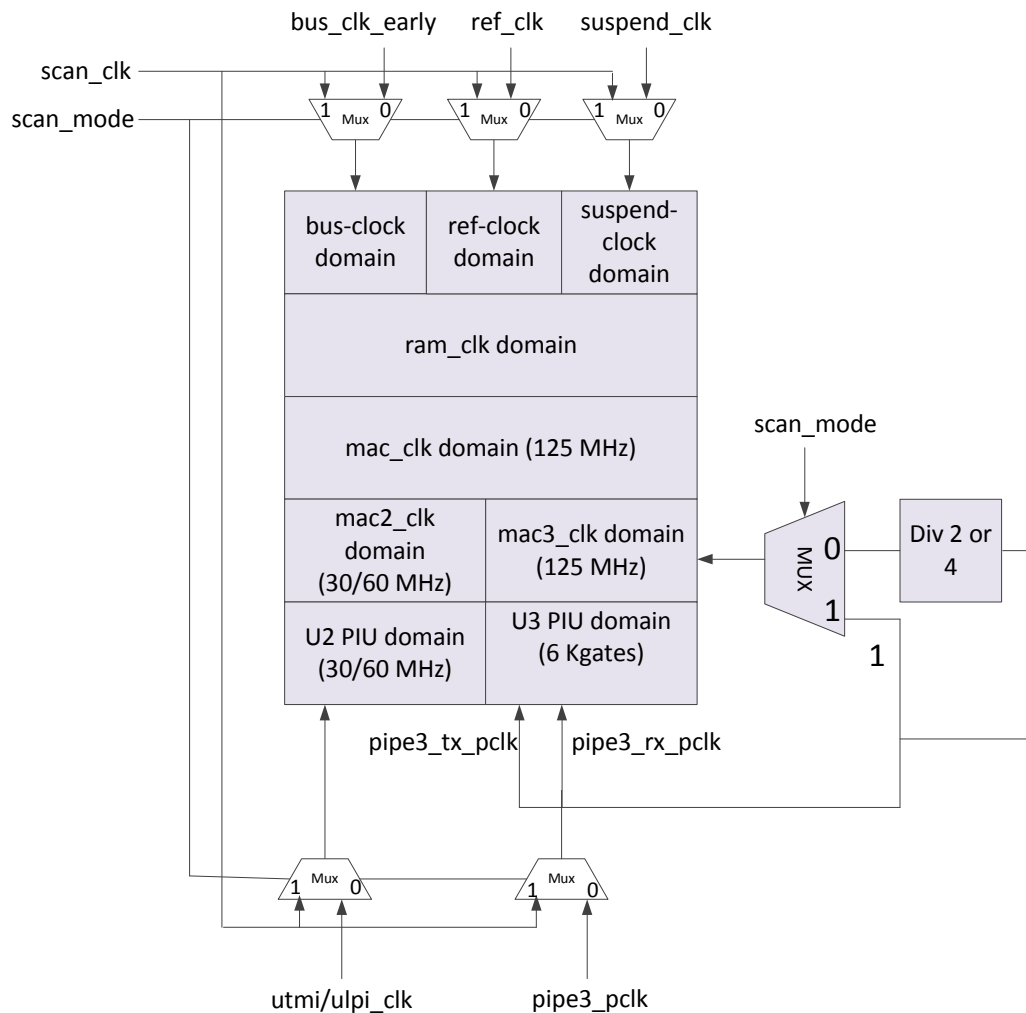 bus_clk_early ref_clk suspend_clk
scan_clk
scan_mode
1 Mux 0 1 Mux 0 1 Mux 0
bus-clock
domain
ref-clock
domain
suspend-
clock
domain
ram_clk domain
mac_clk domain (125 MHz)
scan_mode
mac2_clk
domain
(30/60 MHz)
mac3_clk domain
(125 MHz)
MUX
0
1
1
Div 2 or
4
U2 PIU domain
(30/60 MHz)
U3 PIU domain
(6 Kgates)
pipe3_tx_pclk pipe3_rx_pclk
1 Mux 0 1 Mux 0
utmi/ulpi_clk pipe3_pclk